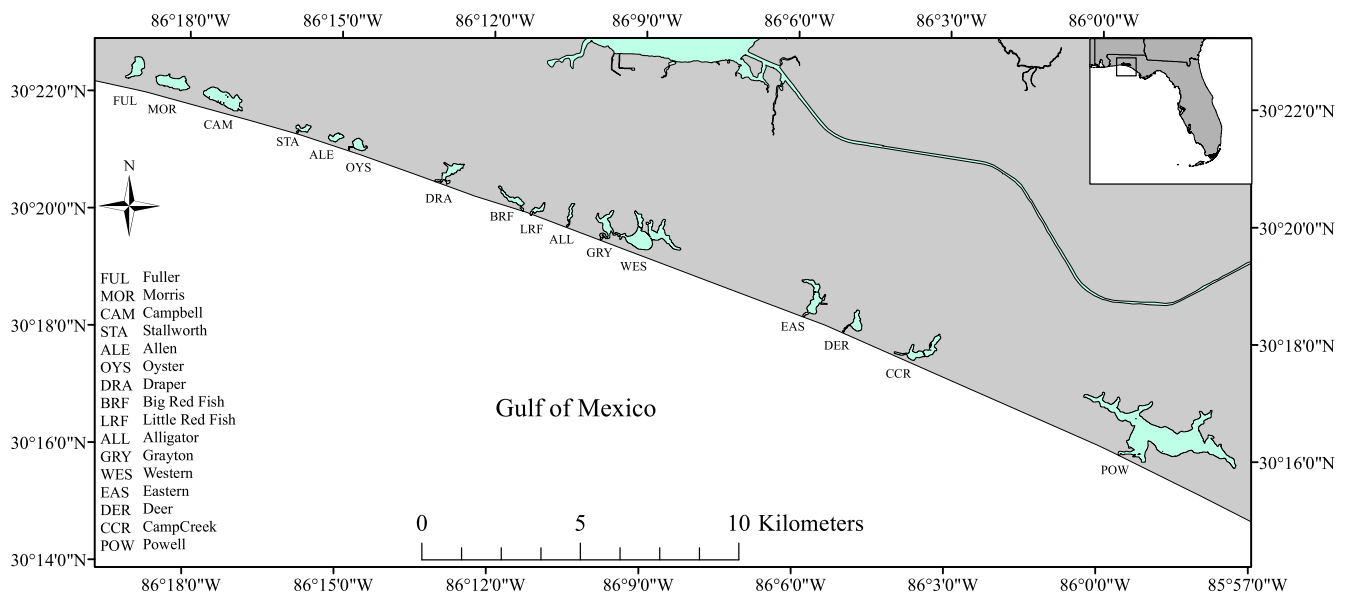 86°18'0"W 86°15'0"W 86°12'0"W 86°9'0"W 86°6'0"W 86°3'0"W 86°0'0"W
30°22'0"N
30°22'0"N
FUL
MOR
CAM
STA
ALE
OYS
N
DRA
30°20'0"N
BRF
LRF
ALL
30°20'0"N
GRY
WES
FUL Fuller
MOR Morris
CAM Campbell
STA Stallworth
ALE Allen
OYS Oyster
DRA Draper
BRF Big Red Fish
LRF Little Red Fish
ALL Alligator
GRY Grayton
WES Western
EAS Eastern
DER Deer
CCR CampCreek
POW Powell
30°18'0"N
EAS
DER
30°18'0"N
CCR
Gulf of Mexico
30°16'0"N
30°16'0"N
POW
0 5 10 Kilometers
30°14'0"N
86°18'0"W 86°15'0"W 86°12'0"W 86°9'0"W 86°6'0"W 86°3'0"W 86°0'0"W 85°57'0"W